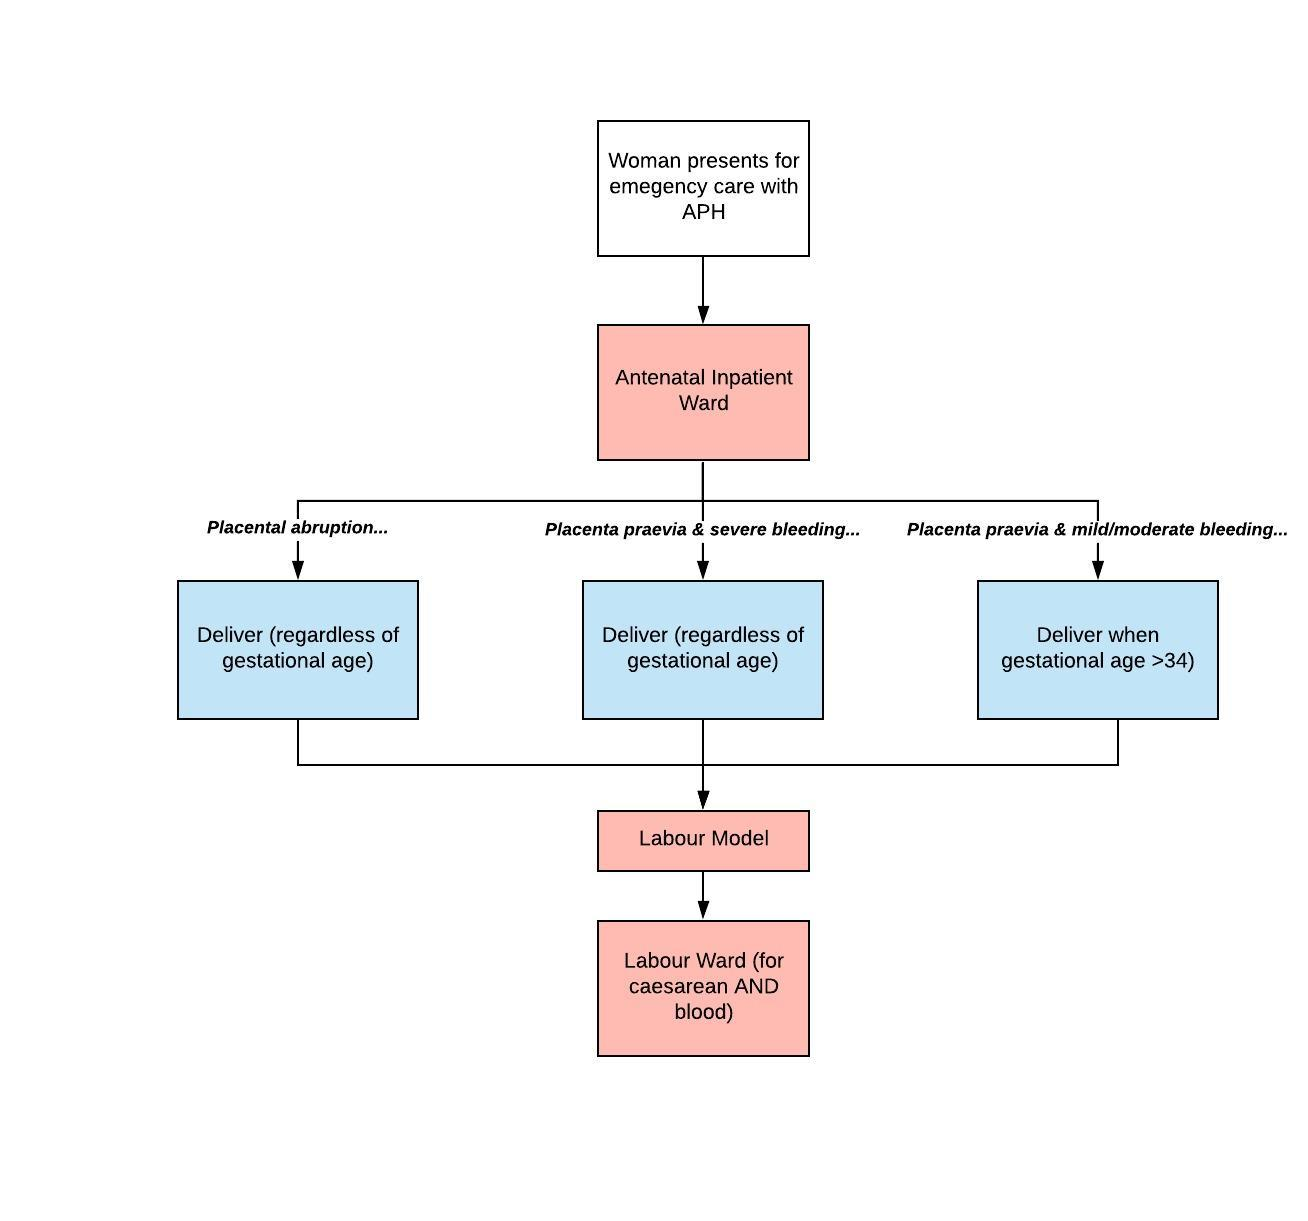 Woman presents for
emegency care with
APH
Antenatal Inpatient
Ward
Placental abruption...
Placenta praevia & severe bleeding...
Placenta praevia & mild/moderate bleeding...
Deliver (regardless of
gestational age)
Deliver (regardless of
gestational age)
Deliver when
gestational age >34)
Labour Model
Labour Ward (for
caesarean AND
blood)